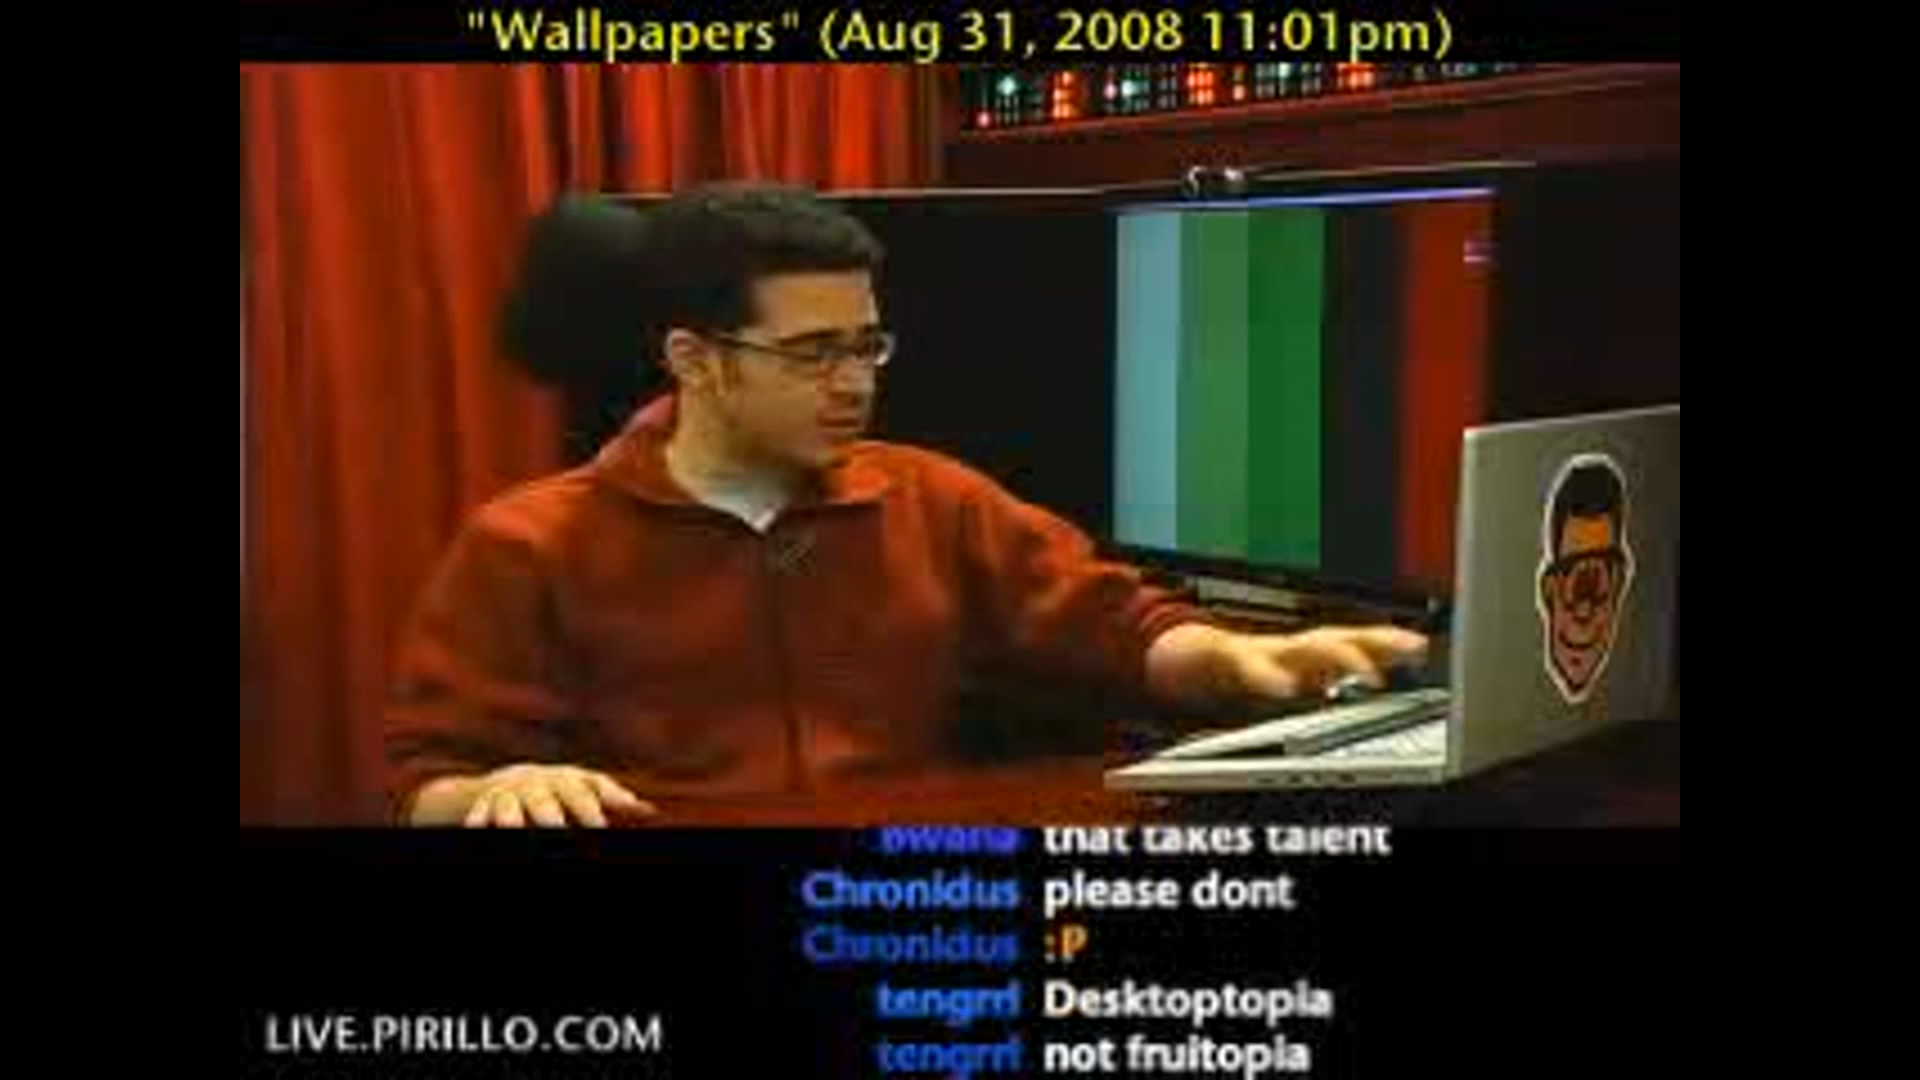 "Wallpapers" (Aug 31, 2008 11:01pm)
Bwana that takes talent
Chronidus please dont
Chronidus :P
tengrrl Desktoptopia
tengrrl not fruitopia
LIVE.PIRILLO.COM